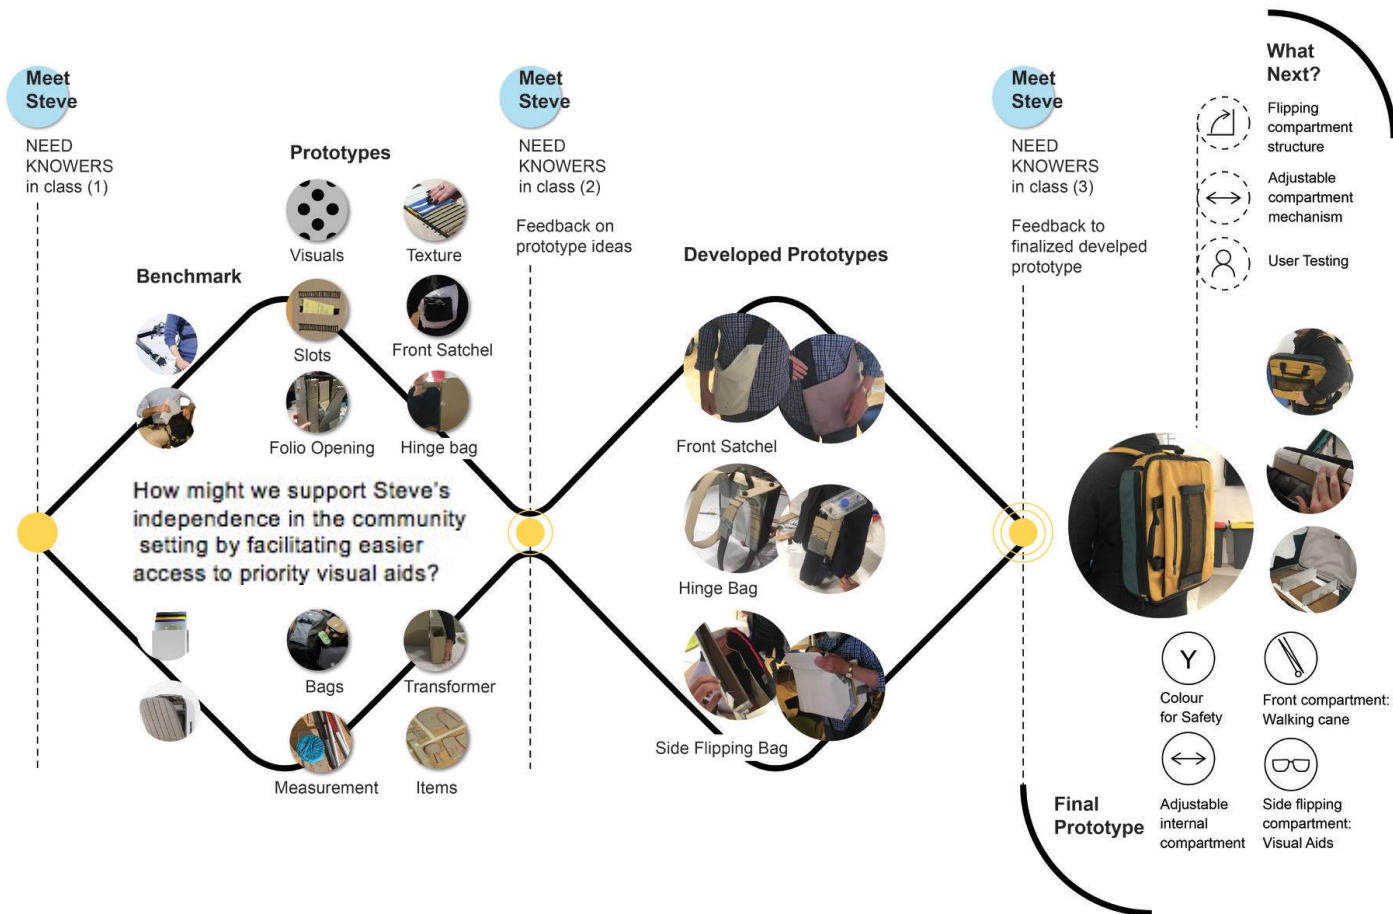 Meet
Steve
NEED
KNOWERS
in class (1)
Benchmark
Prototypes
Visuals
Texture
Slots
Front Satchel
Folio Opening
Hinge bag
How might we support Steve's
independence in the community
setting by facilitating easier
access to priority visual aids?
Bags
Transformer
Measurement
Items
Meet
Steve
NEED
KNOWERS
in class (2)
Feedback on
prototype ideas
Developed Prototypes
Front Satchel
Hinge Bag
Side Flipping Bag
Meet
Steve
NEED
KNOWERS
in class (3)
Feedback to
finalized develped
prototype
What
Next?
Flipping
compartment
structure
Adjustable
compartment
mechanism
User Testing
Final
Prototype
Y
Colour
for Safety
Front compartment:
Walking cane
Adjustable
internal
compartment
Side flipping
compartment:
Visual Aids